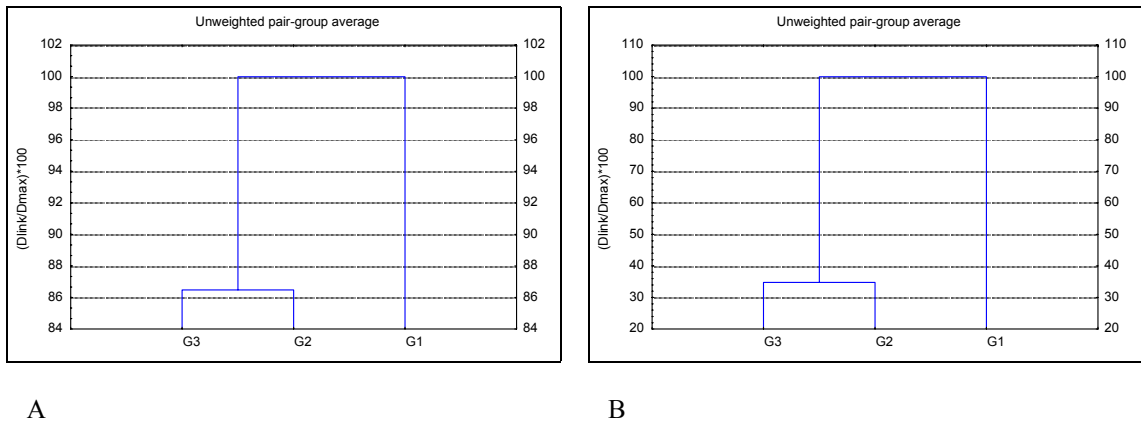 Unweighted pair-group average
102 102
100 100
98 98
96 96
94 94
92 92
90 90
88 88
86 86
84 84
(Dlink/Dmax)*100
G3 G2 G1
A
Unweighted pair-group average
110 110
100 100
90 90
80 80
70 70
60 60
50 50
40 40
30 30
20 20
(Dlink/Dmax)*100
G3 G2 G1
B